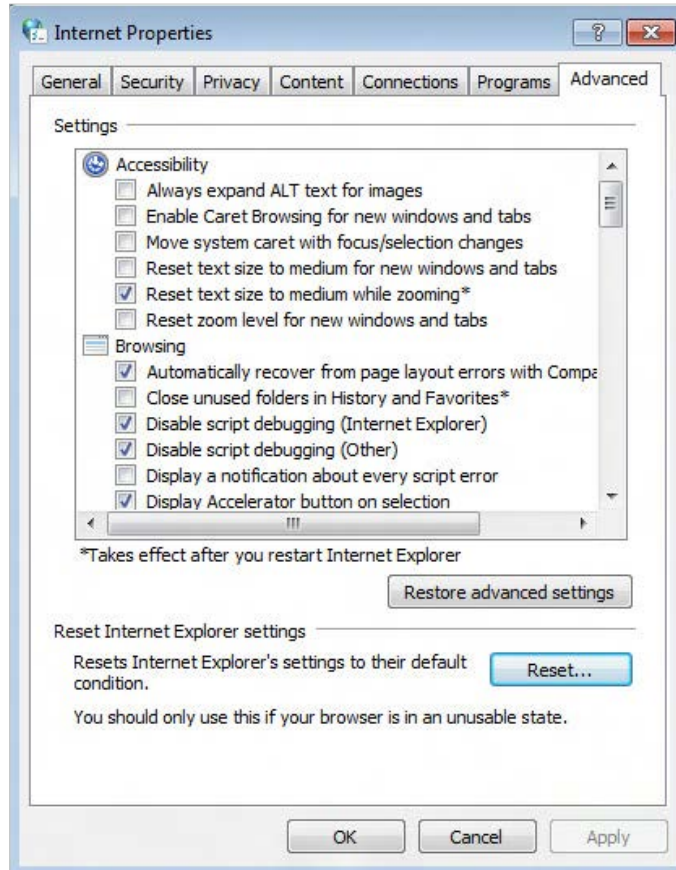 Internet Properties
General Security Privacy Content Connections Programs Advanced
Settings
Accessibility
Always expand ALT text for images
Enable Caret Browsing for new windows and tabs
Move system caret with focus/selection changes
Reset text size to medium for new windows and tabs
Reset text size to medium while zooming*
Reset zoom level for new windows and tabs
Browsing
Automatically recover from page layout errors with Compa
Close unused folders in History and Favorites*
Disable script debugging (Internet Explorer)
Disable script debugging (Other)
Display a notification about every script error
Display Accelerator button on selection
*Takes effect after you restart Internet Explorer
Restore advanced settings
Reset Internet Explorer settings
Resets Internet Explorer's settings to their default
condition.
Reset...
You should only use this if your browser is in an unusable state.
OK Cancel Apply